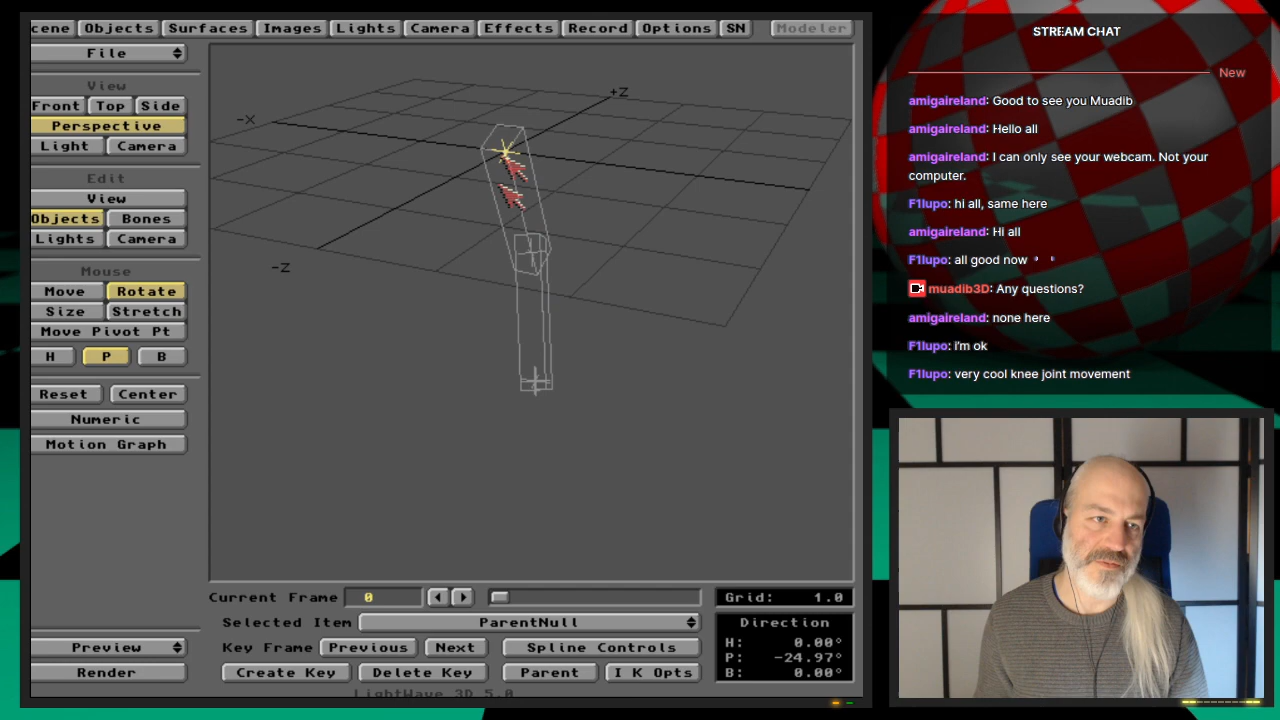 cene Objects Surfaces Images Lights Camera Effects Record Options SN Modeler
File
View
Front Top Side
Perspective
Light Camera
Edit
View
Objects Bones
Lights Camera
Mouse
Move Rotate
Size Stretch
Move Pivot Pt
H P B
Reset Center
Numeric
Motion Graph
Preview
Render
+Z
-X
-Z
Current Frame 0
Selected Item ParentNull
Key Frame Previous Next Spline Controls
Create Key Delete Key Parent I K Opts
LightWave 3D 5.0
Grid: 1.0
Direction
H: 0.00°
P: -24.97°
B: 0.00°
STREAM CHAT
New
amigaireland: Good to see you Muadib
amigaireland: Hello all
amigaireland: I can only see your webcam. Not your
computer.
F1lupo: hi all, same here
amigaireland: Hi all
F1lupo: all good now
muadib3D: Any questions?
amigaireland: none here
F1lupo: i'm ok
F1lupo: very cool knee joint movement